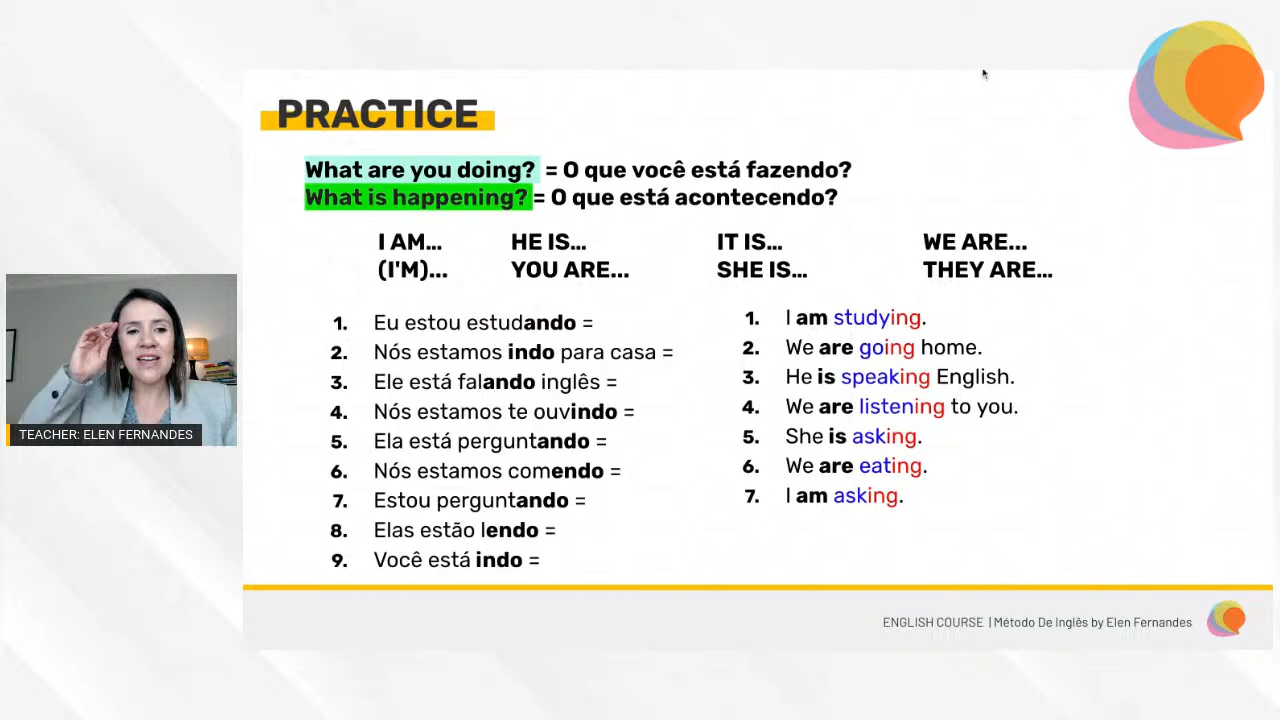 PRACTICE
What are you doing? = O que você está fazendo?
What is happening? = O que está acontecendo?
I AM... HE IS... IT IS... WE ARE...
(I'M)... YOU ARE... SHE IS... THEY ARE...
1. Eu estou estudando =
2. Nós estamos indo para casa =
3. Ele está falando inglês =
4. Nós estamos te ouvindo =
5. Ela está perguntando =
6. Nós estamos comendo =
7. Estou perguntando =
8. Elas estão lendo =
9. Você está indo =
1. I am studying.
2. We are going home.
3. He is speaking English.
4. We are listening to you.
5. She is asking.
6. We are eating.
7. I am asking.
TEACHER: ELEN FERNANDES
ENGLISH COURSE | Método De Inglês by Elen Fernandes